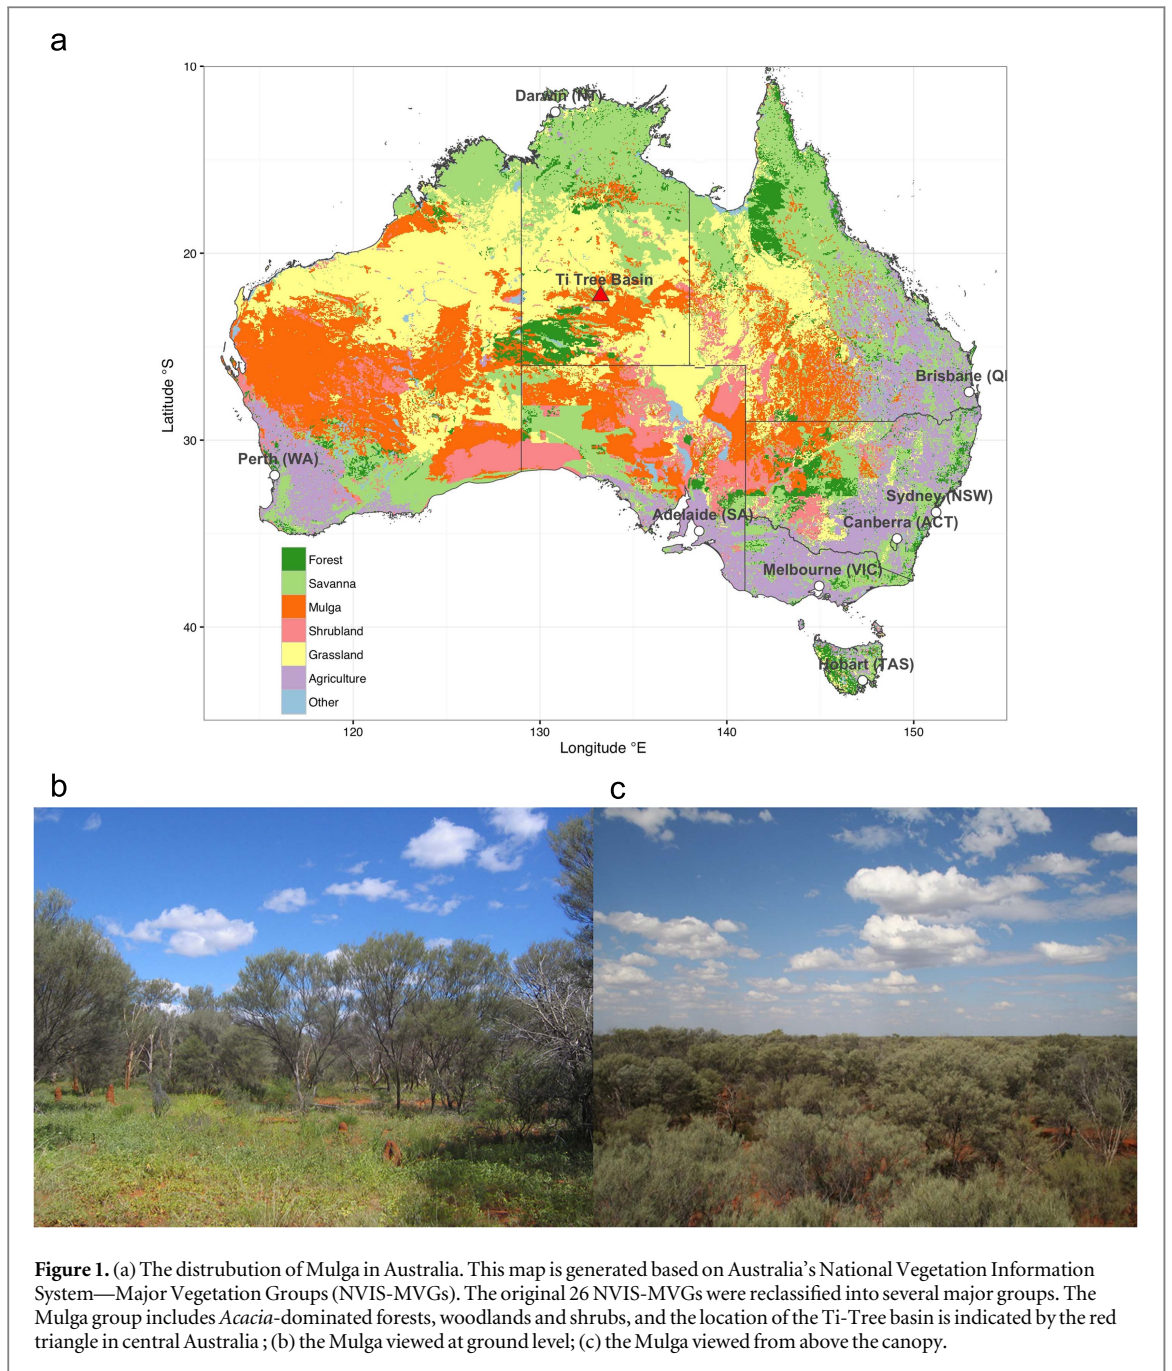 a
10
20
30
40
Latitude °S
Darwin (NT)
Ti Tree Basin
Brisbane (Ql
Perth (WA)
Sydney (NSW)
Adelaide (SA)
Canberra (ACT)
Melbourne (VIC)
Hobart (TAS)
Forest
Savanna
Mulga
Shrubland
Grassland
Agriculture
Other
120 130 140 150
Longitude °E
b c
Figure 1. (a) The distrubution of Mulga in Australia. This map is generated based on Australia's National Vegetation Information
System—Major Vegetation Groups (NVIS-MVGs). The original 26 NVIS-MVGs were reclassified into several major groups. The
Mulga group includes Acacia-dominated forests, woodlands and shrubs, and the location of the Ti-Tree basin is indicated by the red
triangle in central Australia ; (b) the Mulga viewed at ground level; (c) the Mulga viewed from above the canopy.